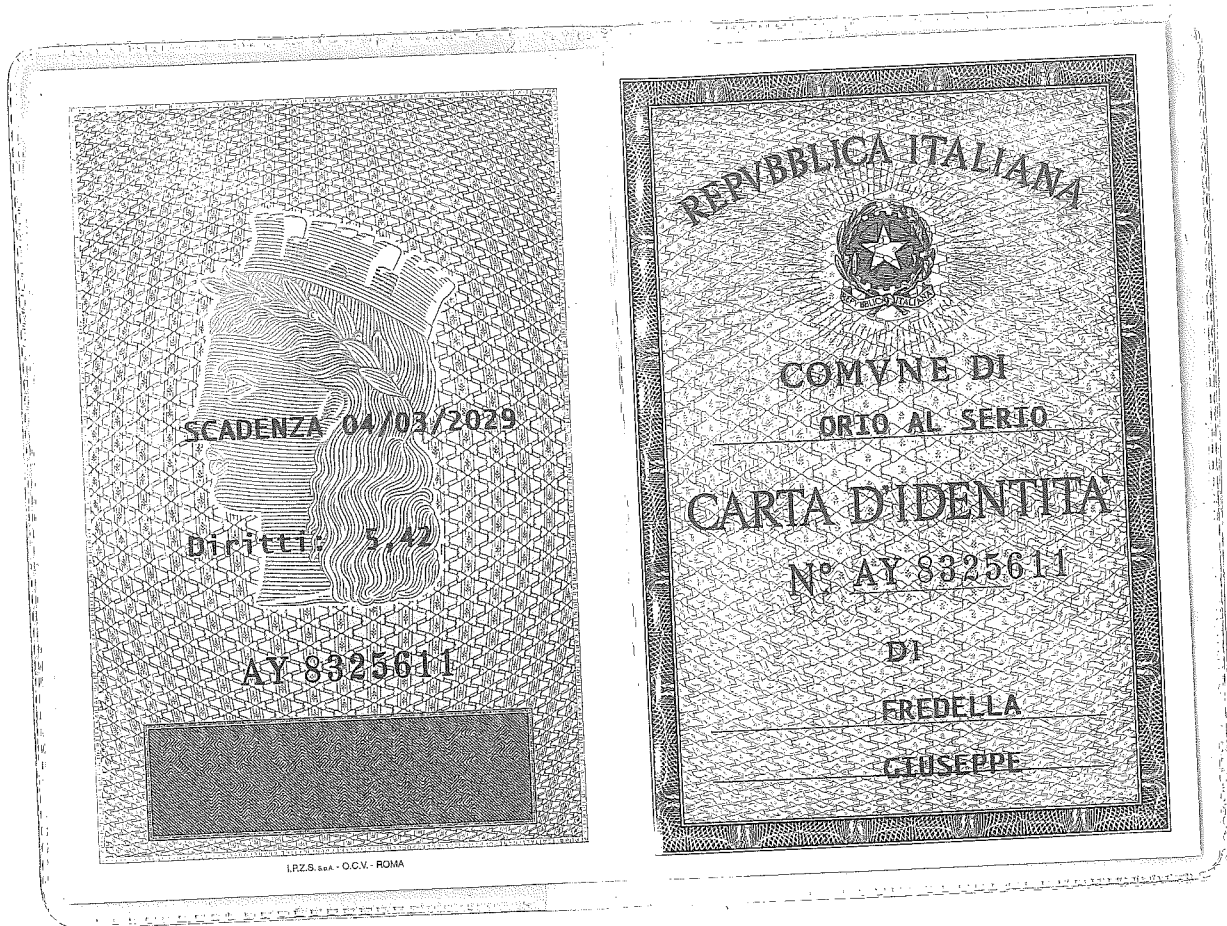 SCADENZA 04/03/2029
Diritti: 5,42
AY 8325611
I.P.Z.S. S.p.A. - O.C.V. - ROMA
REPVBBLICA ITALIANA
REPVBBLICA ITALIANA
COMVNE DI
ORIO AL SERIO
CARTA D'IDENTITA'
N° AY 8325611
DI
FREDELLA
GIUSEPPE